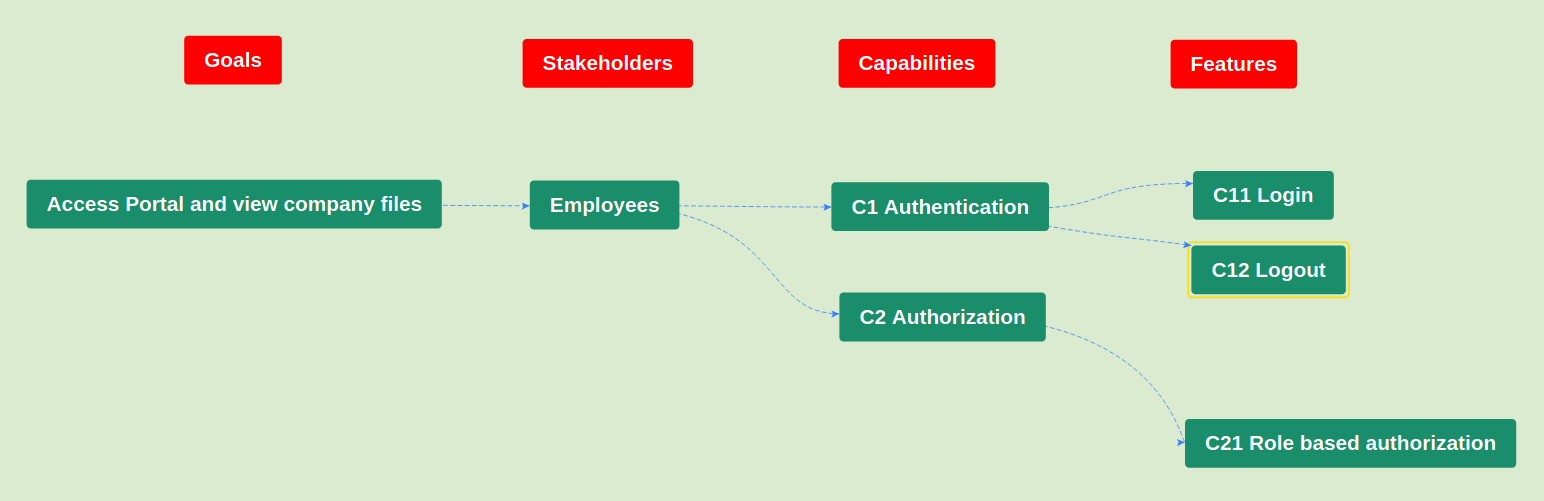 Goals
Stakeholders
Capabilities
Features
Access Portal and view company files
Employees
C1 Authentication
C11 Login
C12 Logout
C2 Authorization
C21 Role based authorization